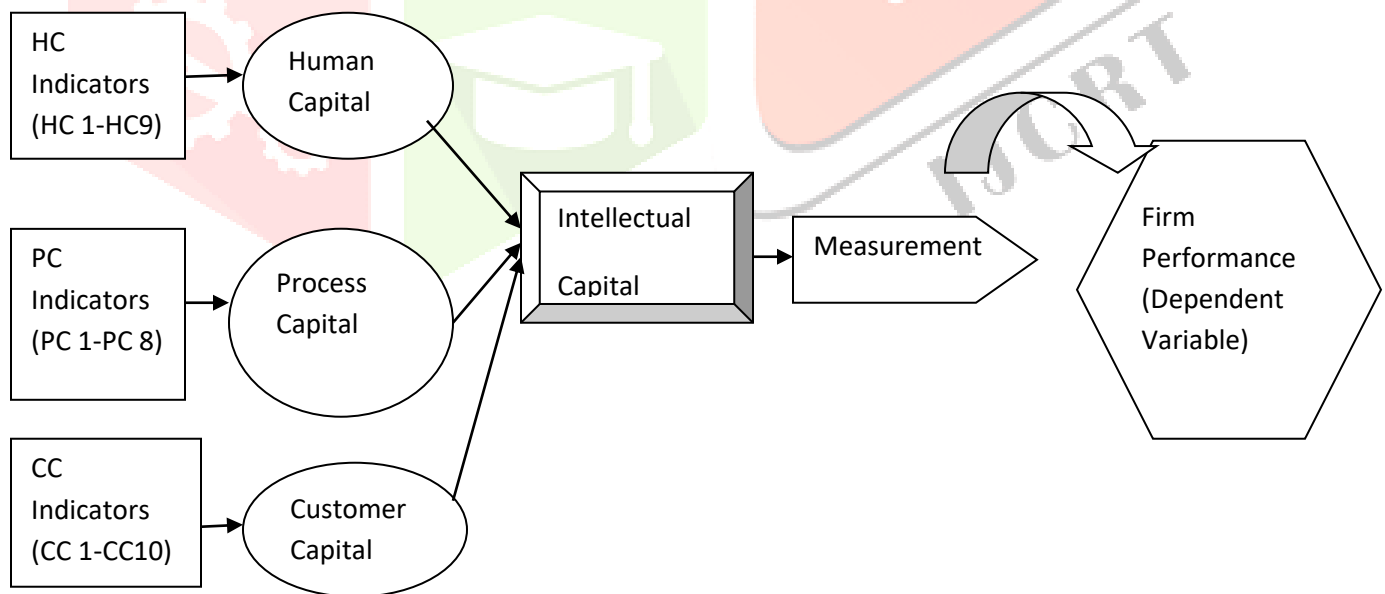 HC
Indicators
(HC 1-HC9)
Human
Capital
PC
Indicators
(PC 1-PC 8)
Process
Capital
CC
Indicators
(CC 1-CC10)
Customer
Capital
Intellectual
Capital
Measurement
Firm
Performance
(Dependent
Variable)
IJCRT